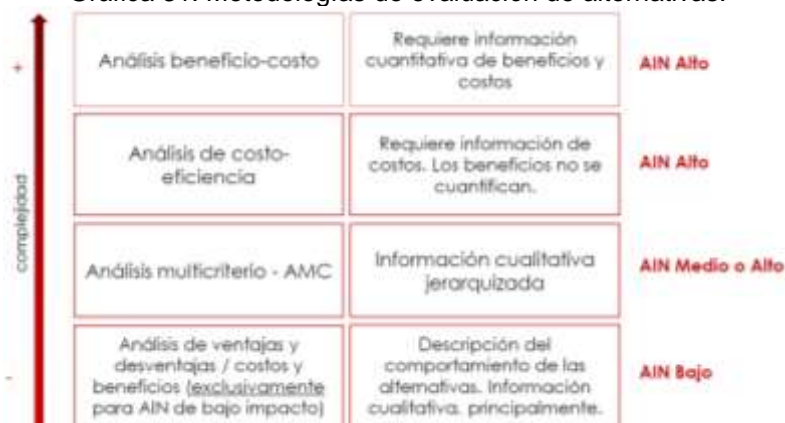 Metodologías de evaluación de alternativas.
+
complejidad
-
Análisis beneficio-costo
Requiere información
cuantitativa de beneficios y
costos
AIN Alto
Análisis de costo-
eficiencia
Requiere información de
costos. Los beneficios no se
cuantifican.
AIN Alto
Análisis multicriterio - AMC
Información cualitativa
jerarquizada
AIN Medio o Alto
Análisis de ventajas y
desventajas / costos y
beneficios (exclusivamente
para AIN de bajo impacto)
Descripción del
comportamiento de las
alternativas. Información
cualitativa, principalmente.
AIN Bajo